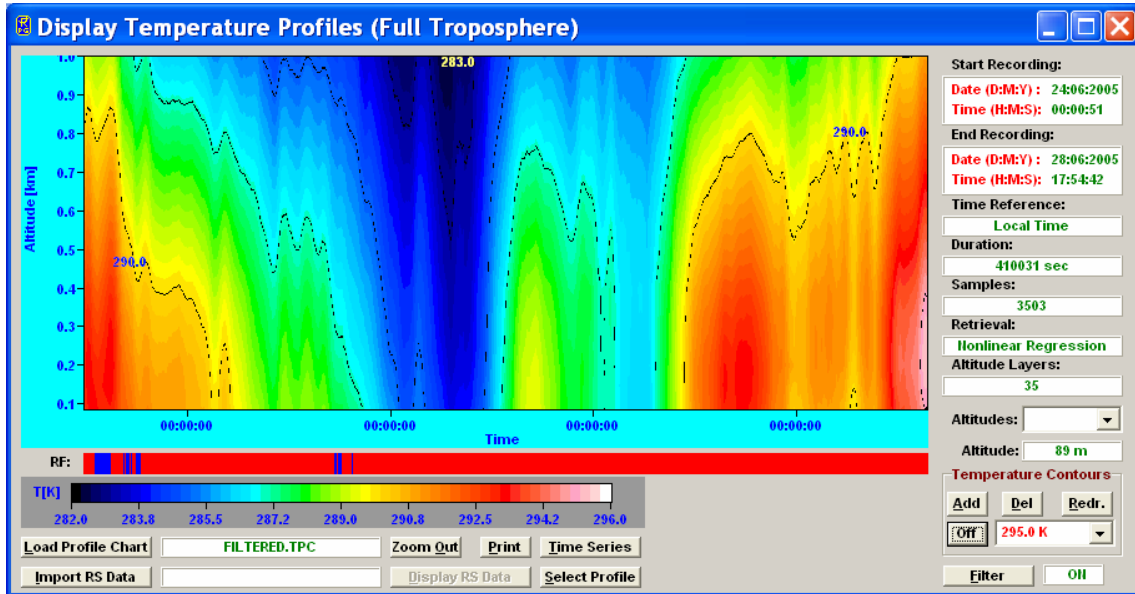 Display Temperature Profiles (Full Troposphere)
1.0
283.0
0.9
0.8
290.0
0.7
Altitude [km]
0.6
0.5
290.0
0.4
0.3
0.2
0.1
00:00:00 00:00:00 00:00:00 00:00:00
Time
RF:
T[K]
282.0 283.8 285.5 287.2 289.0 290.8 292.5 294.2 296.0
Load Profile Chart FILTERED.TPC Zoom Out Print Time Series
Import RS Data Display RS Data Select Profile
Start Recording:
Date (D:M:Y) : 24:06:2005
Time (H:M:S): 00:00:51
End Recording:
Date (D:M:Y) : 28:06:2005
Time (H:M:S): 17:54:42
Time Reference:
Local Time
Duration:
410031 sec
Samples:
3503
Retrieval:
Nonlinear Regression
Altitude Layers:
35
Altitudes:
Altitude: 89 m
Temperature Contours
Add Del Redr.
Off 295.0 K
Filter ON